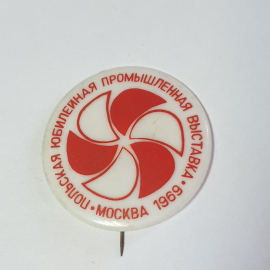 ПОЛЬСКАЯ ЮБИЛЕЙНАЯ ПРОМЫШЛЕННАЯ ВЫСТАВКА •
МОСКВА 1969 •